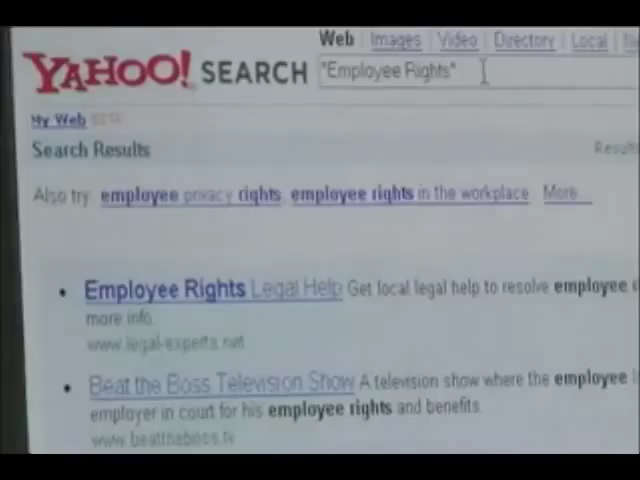 Web | Images | Video | Directory | Local |
YAHOO! SEARCH "Employee Rights"
My Web BETA
Search Results Results
Also try: employee privacy rights, employee rights in the workplace More...
• Employee Rights Legal Help Get local legal help to resolve employee
more info.
www.legal-experts.net
• Beat the Boss Television Show A television show where the employee
employer in court for his employee rights and benefits.
www.beattheboss.tv